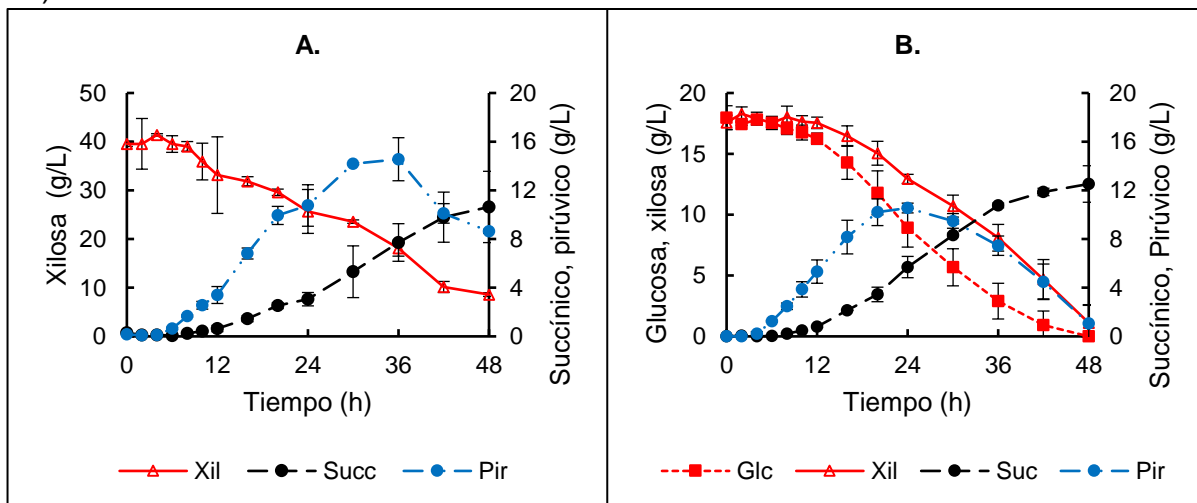 A.
50
40
30
20
10
0
Xilosa (g/L)
20
16
12
8
4
0
Succínico, pirúvico (g/L)
0 12 24 36 48
Tiempo (h)
Xil Succ Pir
B.
20
15
10
5
0
Glucosa, xilosa
20
16
12
8
4
0
Succínico, Pirúvico (g/L)
0 12 24 36 48
Tiempo (h)
Glc Xil Suc Pir